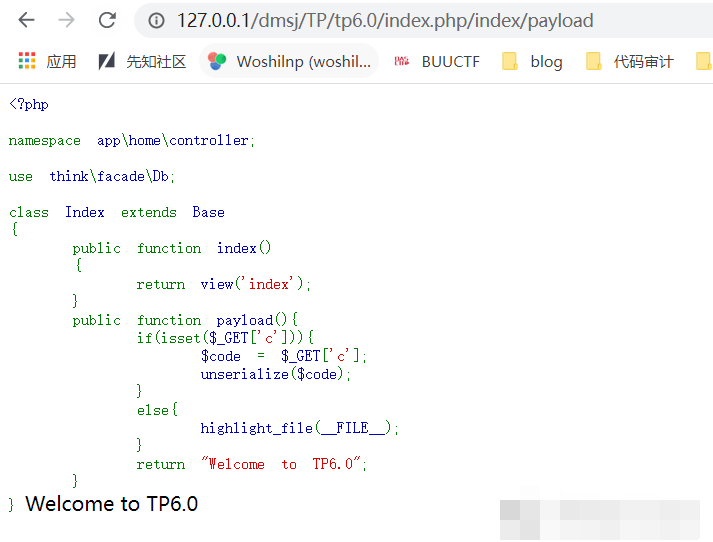 127.0.0.1/dmsj/TP/tp6.0/index.php/index/payload
应用 先知社区 Woshilnp (woshil... BUUCTF blog 代码审计
<?php
namespace app\home\controller;
use think\facade\Db;
class Index extends Base
{
public function index()
{
return view('index');
}
public function payload(){
if(isset($_GET['c'])){
$code = $_GET['c'];
unserialize($code);
}
else{
highlight_file(__FILE__);
}
return "Welcome to TP6.0";
}
} Welcome to TP6.0